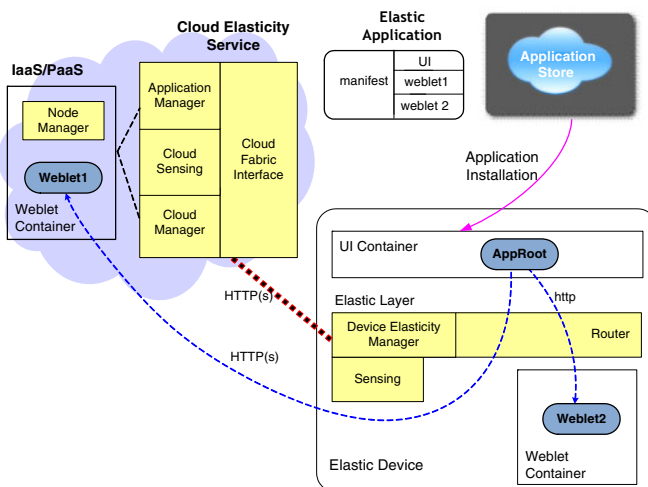 Cloud Elasticity
Service
Elastic
Application
IaaS/PaaS
Node
Manager
Weblet1
Weblet
Container
Application
Manager
Cloud
Sensing
Cloud
Manager
Cloud
Fabric
Interface
manifest
UI
weblet1
weblet 2
Application
Store
Application
Installation
UI Container
AppRoot
HTTP(s)
http
Elastic Layer
Device Elasticity
Manager
Router
HTTP(s)
Sensing
Weblet2
Weblet
Container
Elastic Device